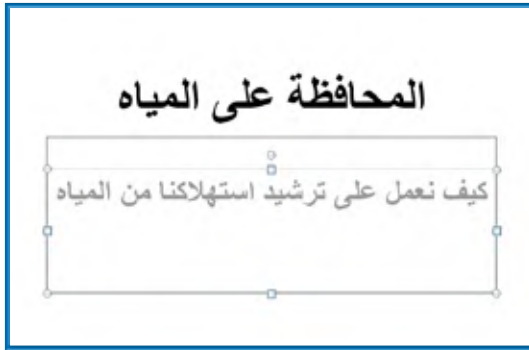 المحافظة على المياه
كيف نعمل على ترشيد استهلاكنا من المياه